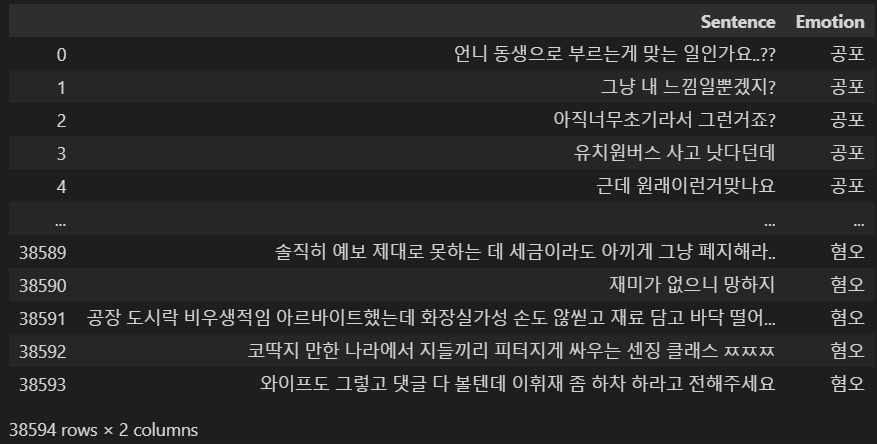 Sentence Emotion
0 언니 동생으로 부르는게 맞는 일인가요..?? 공포
1 그냥 내 느낌일뿐겠지? 공포
2 아직너무초기라서 그런거죠? 공포
3 유치원버스 사고 낫다던데 공포
4 근데 원래이런거맞나요 공포
... ... ...
38589 솔직히 예보 제대로 못하는 데 세금이라도 아끼게 그냥 폐지해라.. 혐오
38590 재미가 없으니 망하지 혐오
38591 공장 도시락 비우생적임 아르바이트했는데 화장실가성 손도 않씯고 재료 담고 바닥 떨어... 혐오
38592 코딱지 만한 나라에서 지들끼리 피터지게 싸우는 센징 클래스 ㅉㅉㅉ 혐오
38593 와이프도 그렇고 댓글 다 볼텐데 이휘재 좀 하차 하라고 전해주세요 혐오
38594 rows × 2 columns